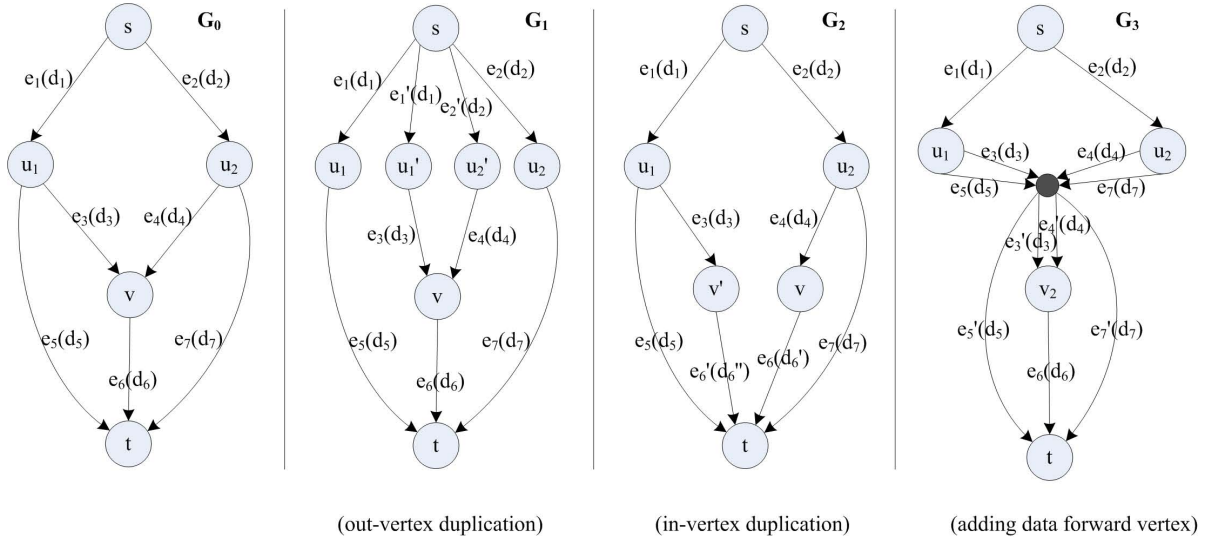 s G₀
e₁(d₁) e₂(d₂)
u₁ u₂
e₃(d₃) e₄(d₄)
v
e₅(d₅) e₇(d₇)
e₆(d₆)
t
s G₁
e₁(d₁) e₂(d₂)
e₁'(d₁) e₂'(d₂)
u₁ u₁' u₂' u₂
e₃(d₃) e₄(d₄)
v
e₅(d₅) e₇(d₇)
e₆(d₆)
t
(out-vertex duplication)
s G₂
e₁(d₁) e₂(d₂)
u₁ u₂
e₃(d₃) e₄(d₄)
v' v
e₅(d₅) e₇(d₇)
e₆'(d₆'') e₆(d₆')
t
(in-vertex duplication)
s G₃
e₁(d₁) e₂(d₂)
u₁ u₂
e₃(d₃) e₄(d₄)
e₅(d₅) e₇(d₇)
e₄'(d₄)
e₃'(d₃)
v₂
e₅'(d₅) e₇'(d₇)
e₆(d₆)
t
(adding data forward vertex)